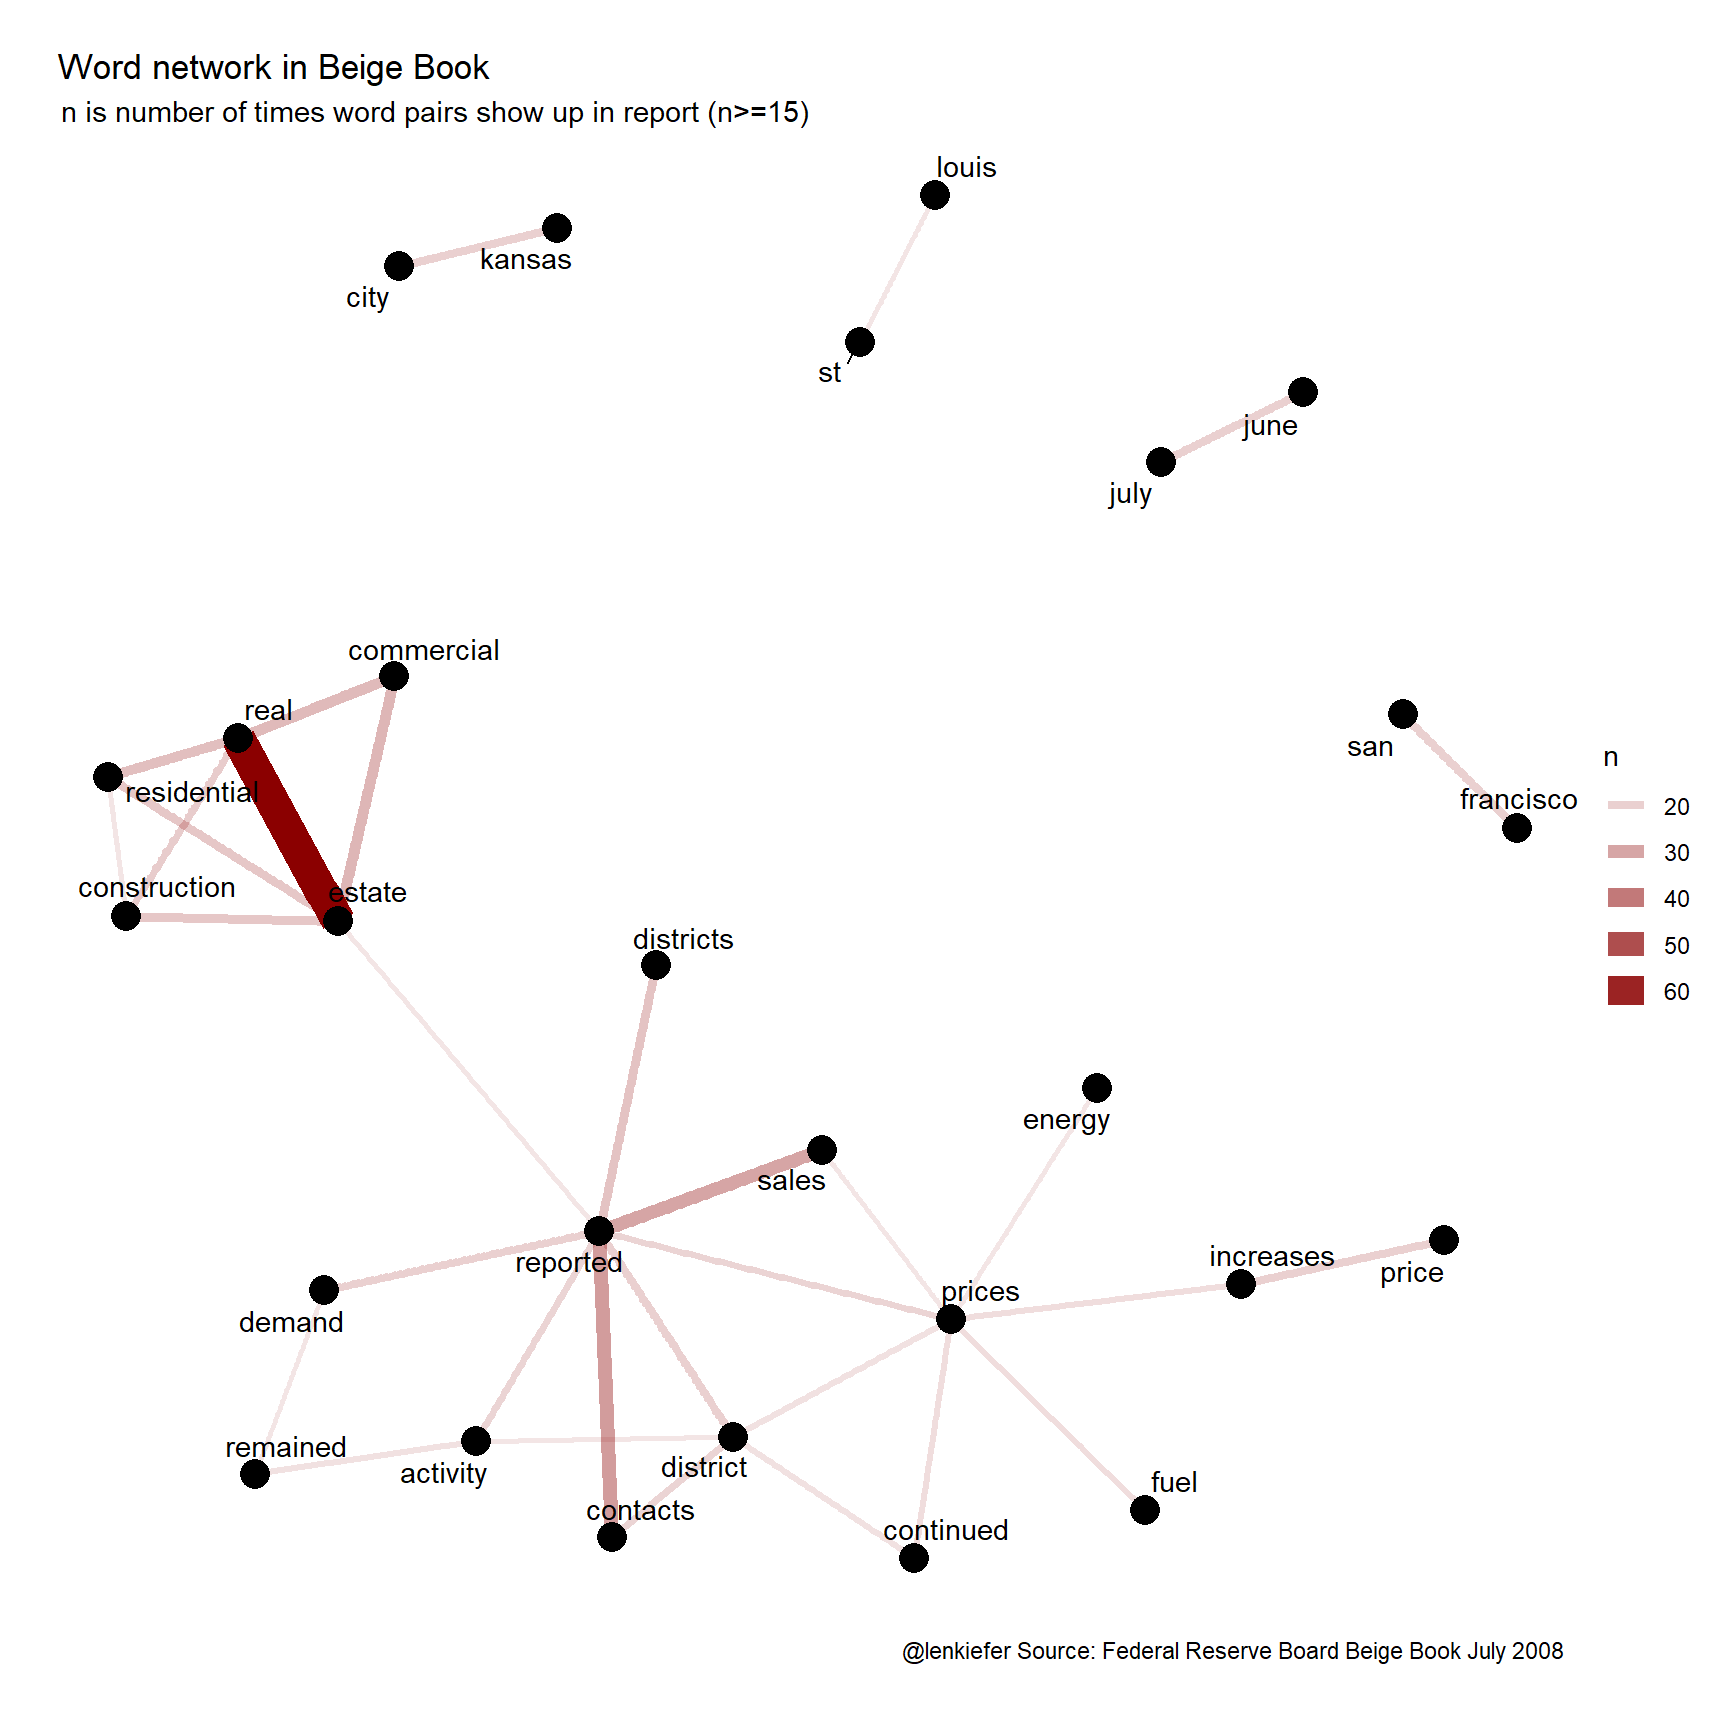 Word network in Beige Book
n is number of times word pairs show up in report (n>=15)
louis
kansas
city
st
june
july
commercial
real
san
n
residential
francisco
20
30
construction
estate
40
districts
50
60
energy
sales
reported
increases
price
prices
demand
remained
activity
district
fuel
contacts
continued
@lenkiefer Source: Federal Reserve Board Beige Book July 2008